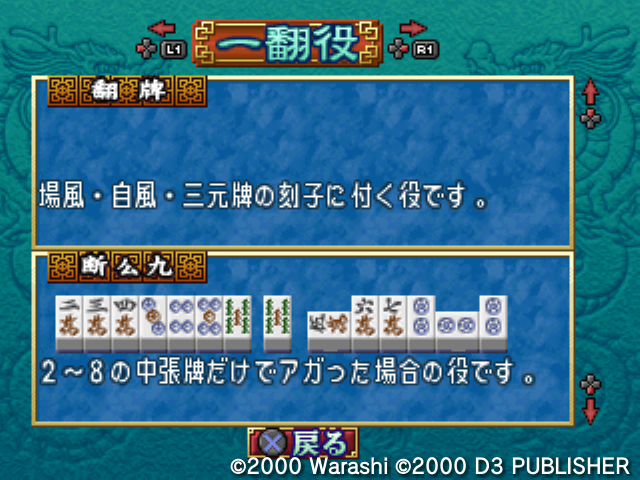 L1 一翻役 R1
翻牌
場風・自風・三元牌の刻子に付く役です。
断公九
2～8の中張牌だけでアガった場合の役です。
戻る
©2000 Warashi ©2000 D3 PUBLISHER